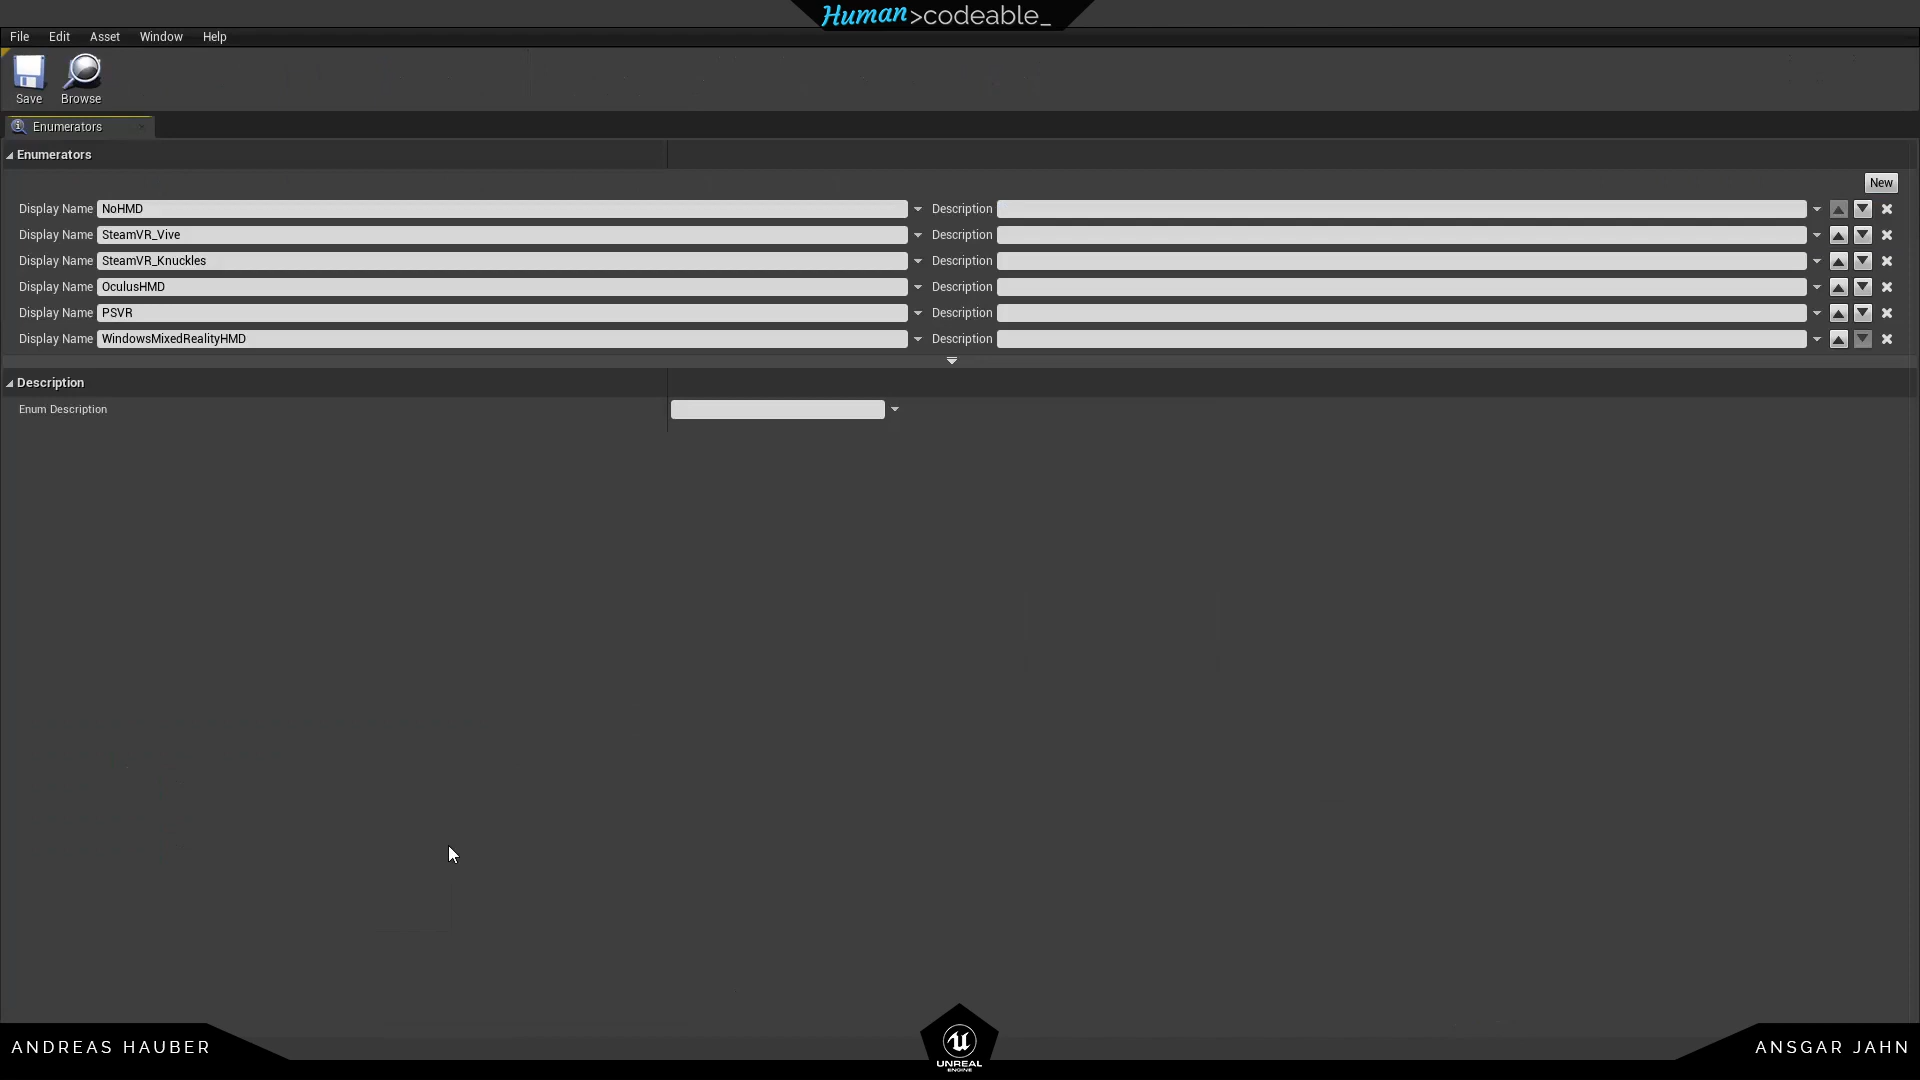 Human>codeable_
File Edit Asset Window Help
Save Browse
Enumerators
Enumerators
New
Display Name NoHMD Description
Display Name SteamVR_Vive Description
Display Name SteamVR_Knuckles Description
Display Name OculusHMD Description
Display Name PSVR Description
Display Name WindowsMixedRealityHMD Description
Description
Enum Description
ANDREAS HAUBER
UNREAL
ENGINE
ANSGAR JAHN